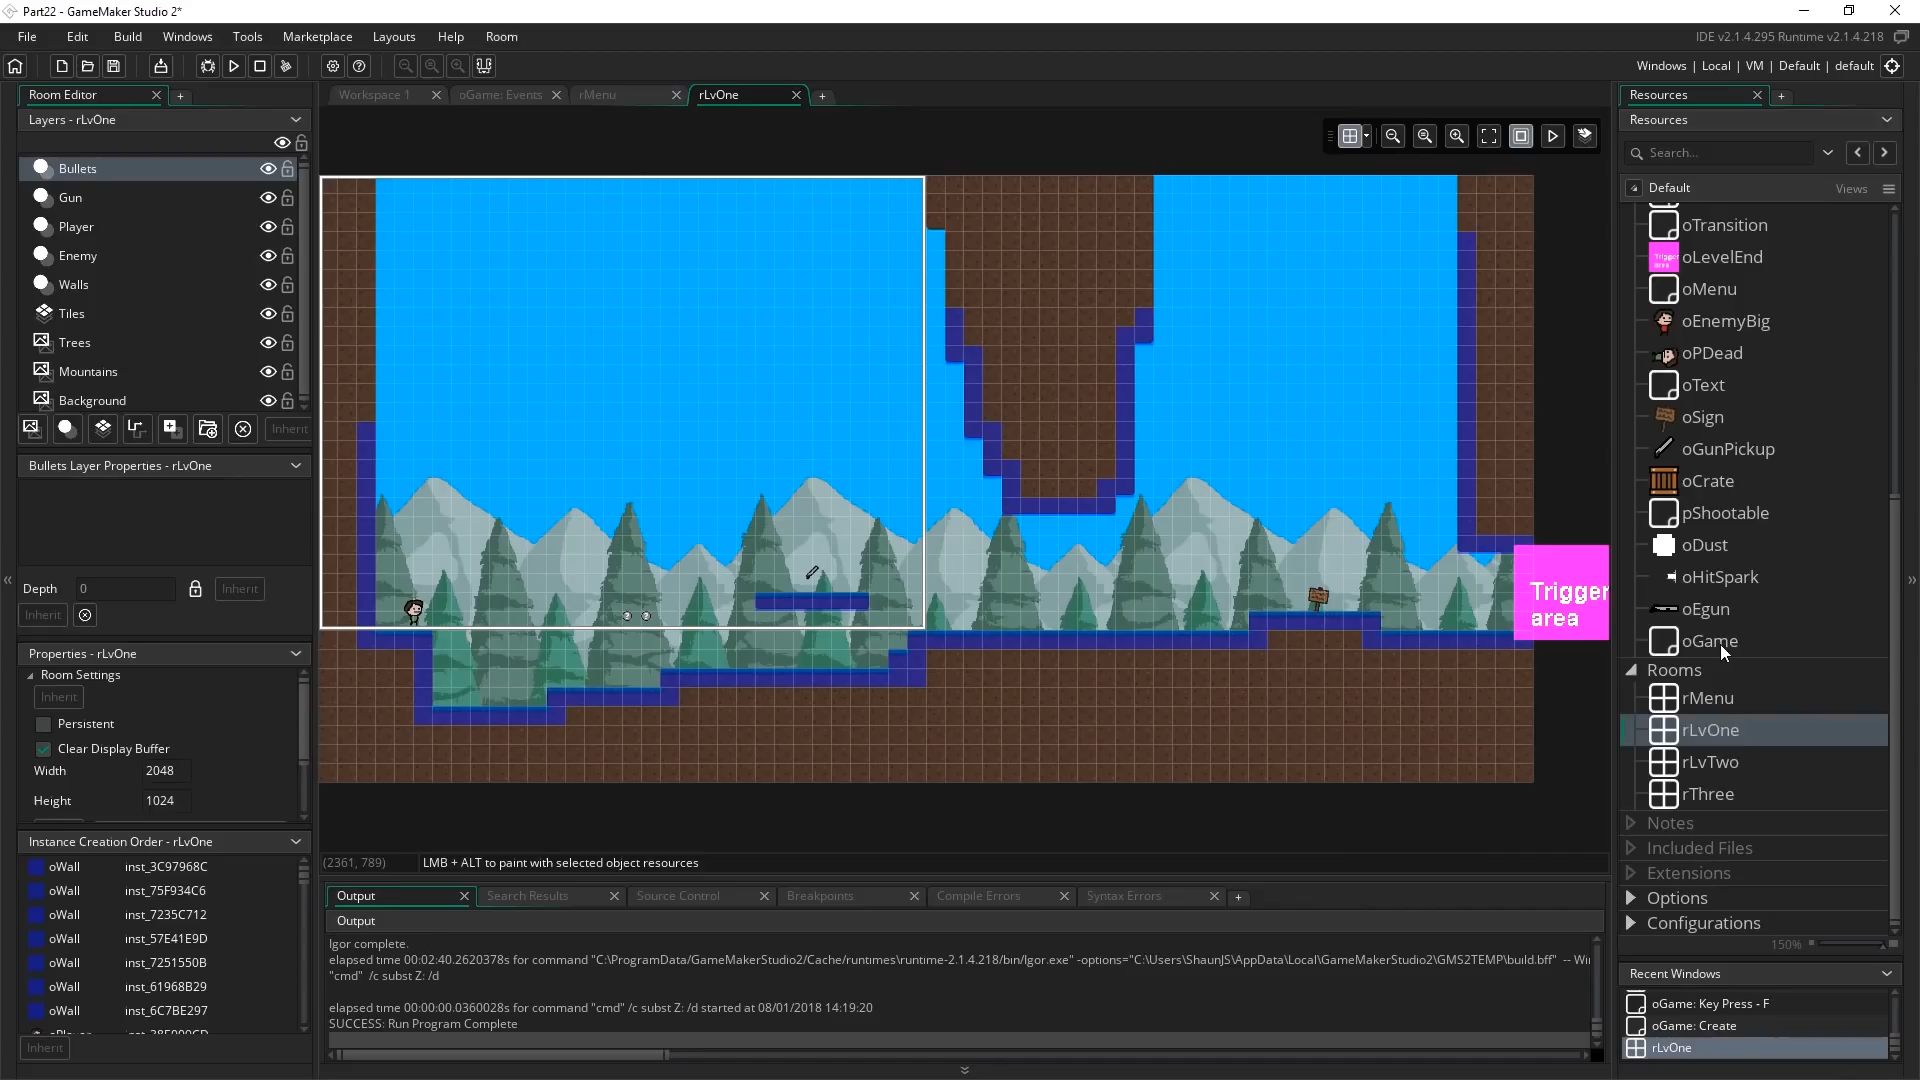 Part22 - GameMaker Studio 2*
File Edit Build Windows Tools Marketplace Layouts Help Room
IDE v2.1.4.295 Runtime v2.1.4.218
Windows | Local | VM | Default | default
Room Editor
Layers - rLvOne
Bullets
Gun
Player
Enemy
Walls
Tiles
Trees
Mountains
Background
Inherit
Bullets Layer Properties - rLvOne
Depth 0 Inherit
Inherit
Properties - rLvOne
Room Settings
Inherit
Persistent
Clear Display Buffer
Width 2048
Height 1024
Instance Creation Order - rLvOne
oWall inst_3C97968C
oWall inst_75F934C6
oWall inst_7235C712
oWall inst_57E41E9D
oWall inst_7251550B
oWall inst_61968B29
oWall inst_6C7BE297
Inherit
Workspace 1 oGame: Events rMenu rLvOne
Trigger
area
(2361, 789) LMB + ALT to paint with selected object resources
Output Search Results Source Control Breakpoints Compile Errors Syntax Errors
Output
Igor complete.
elapsed time 00:02:40.2620378s for command "C:\ProgramData/GameMakerStudio2/Cache/runtimes\runtime-2.1.4.218/bin/Igor.exe" -options="C:\Users\ShaunJS\AppData\Local\GameMakerStudio2\GMS2TEMP\build.bff" -- Wi
"cmd" /c subst Z: /d
elapsed time 00:00:00.0360028s for command "cmd" /c subst Z: /d started at 08/01/2018 14:19:20
SUCCESS: Run Program Complete
Resources
Resources
Search...
Default Views
oTransition
Trigger
area
oLevelEnd
oMenu
oEnemyBig
oPDead
oText
oSign
oGunPickup
oCrate
pShootable
oDust
oHitSpark
oEgun
oGame
Rooms
rMenu
rLvOne
rLvTwo
rThree
Notes
Included Files
Extensions
Options
Configurations
150%
Recent Windows
oGame: Key Press - F
oGame: Create
rLvOne